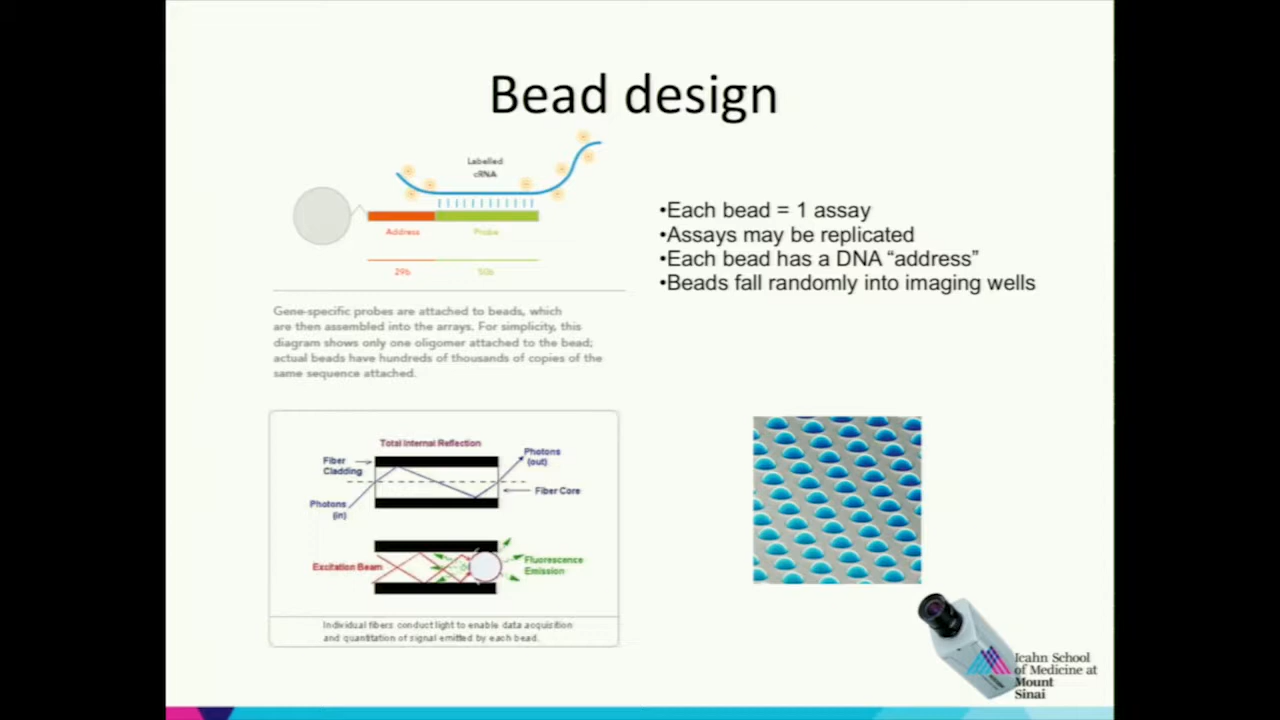 Bead design
Labelled
cRNA
Address
Probe
29b
50b
Gene-specific probes are attached to beads, which
are then assembled into the arrays. For simplicity, this
diagram shows only one oligomer attached to the bead;
actual beads have hundreds of thousands of copies of the
same sequence attached.
•Each bead = 1 assay
•Assays may be replicated
•Each bead has a DNA “address”
•Beads fall randomly into imaging wells
Total Internal Reflection
Fiber
Cladding
Photons
(out)
Fiber Core
Photons
(in)
Excitation Beam
Fluorescence
Emission
Individual fibers conduct light to enable data acquisition
and quantitation of signal emitted by each bead.
Icahn School
of Medicine at
Mount
Sinai